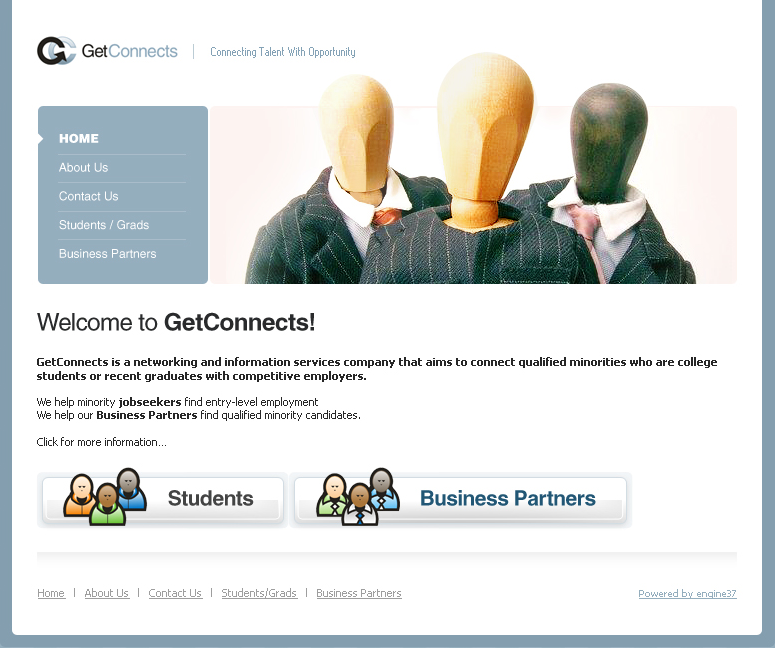 GetConnects
Connecting Talent With Opportunity
HOME
About Us
Contact Us
Students / Grads
Business Partners
Welcome to GetConnects!
GetConnects is a networking and information services company that aims to connect qualified minorities who are college
students or recent graduates with competitive employers.
We help minority jobseekers find entry-level employment
We help our Business Partners find qualified minority candidates.
Click for more information...
Students
Business Partners
Home | About Us | Contact Us | Students/Grads | Business Partners
Powered by engine37